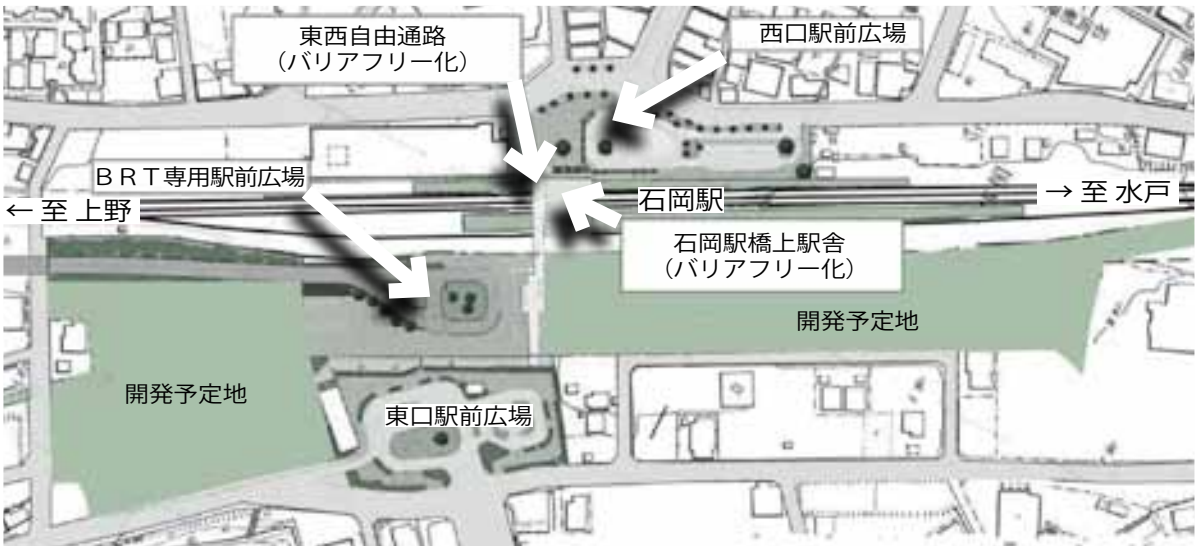 東西自由通路
（バリアフリー化）
西口駅前広場
ＢＲＴ専用駅前広場
← 至 上野
石岡駅
→ 至 水戸
石岡駅橋上駅舎
（バリアフリー化）
開発予定地
開発予定地
東口駅前広場